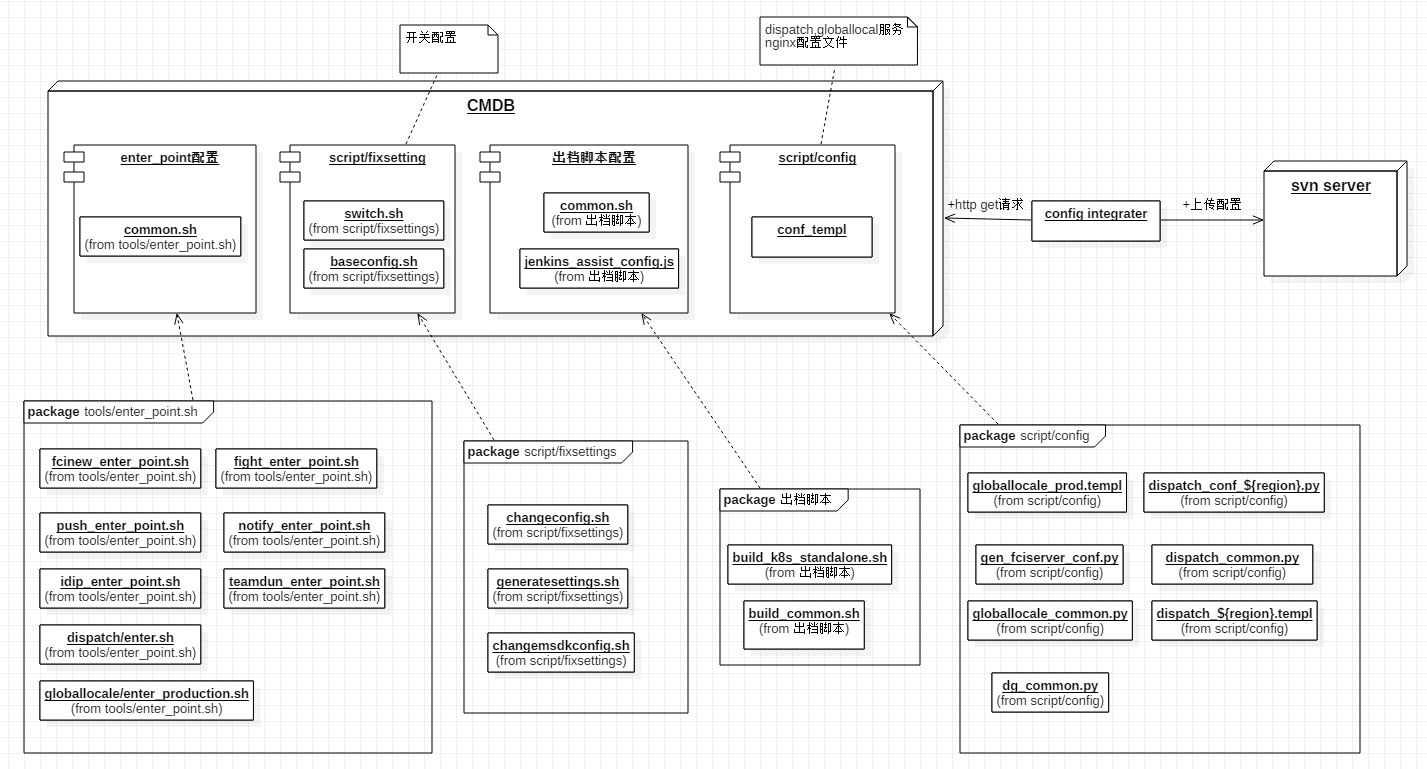 开关配置
dispatch,globallocal服务
nginx配置文件
CMDB
enter_point配置
common.sh
(from tools/enter_point.sh)
script/fixsetting
switch.sh
(from script/fixsettings)
baseconfig.sh
(from script/fixsettings)
出档脚本配置
common.sh
(from 出档脚本)
jenkins_assist_config.js
(from 出档脚本)
script/config
conf_templ
+http get请求
config integrater
+上传配置
svn server
package tools/enter_point.sh
fcinew_enter_point.sh
(from tools/enter_point.sh)
fight_enter_point.sh
(from tools/enter_point.sh)
push_enter_point.sh
(from tools/enter_point.sh)
notify_enter_point.sh
(from tools/enter_point.sh)
idip_enter_point.sh
(from tools/enter_point.sh)
teamdun_enter_point.sh
(from tools/enter_point.sh)
dispatch/enter.sh
(from tools/enter_point.sh)
globallocale/enter_production.sh
(from tools/enter_point.sh)
package script/fixsettings
changeconfig.sh
(from script/fixsettings)
generatesettings.sh
(from script/fixsettings)
changemsdkconfig.sh
(from script/fixsettings)
package 出档脚本
build_k8s_standalone.sh
(from 出档脚本)
build_common.sh
(from 出档脚本)
package script/config
globallocale_prod.templ
(from script/config)
dispatch_conf_${region}.py
(from script/config)
gen_fciserver_conf.py
(from script/config)
dispatch_common.py
(from script/config)
globallocale_common.py
(from script/config)
dispatch_${region}.templ
(from script/config)
dg_common.py
(from script/config)